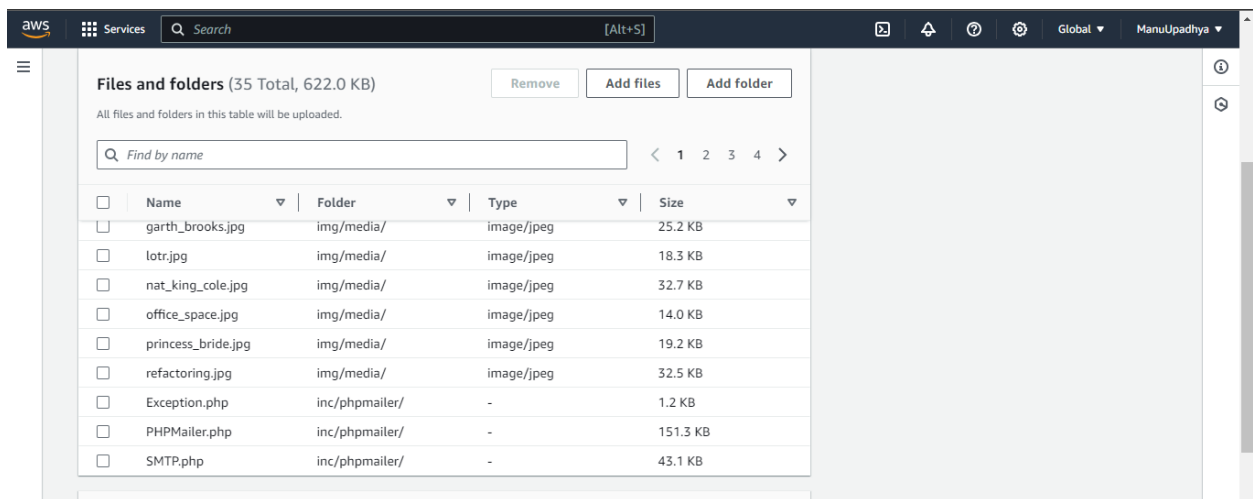 aws Services Search [Alt+S] Global ManuUpadhya
Files and folders (35 Total, 622.0 KB) Remove Add files Add folder
All files and folders in this table will be uploaded.
Find by name 1 2 3 4
Name Folder Type Size
garth_brooks.jpg img/media/ image/jpeg 25.2 KB
lotr.jpg img/media/ image/jpeg 18.3 KB
nat_king_cole.jpg img/media/ image/jpeg 32.7 KB
office_space.jpg img/media/ image/jpeg 14.0 KB
princess_bride.jpg img/media/ image/jpeg 19.2 KB
refactoring.jpg img/media/ image/jpeg 32.5 KB
Exception.php inc/phpmailer/ - 1.2 KB
PHPMailer.php inc/phpmailer/ - 151.3 KB
SMTP.php inc/phpmailer/ - 43.1 KB